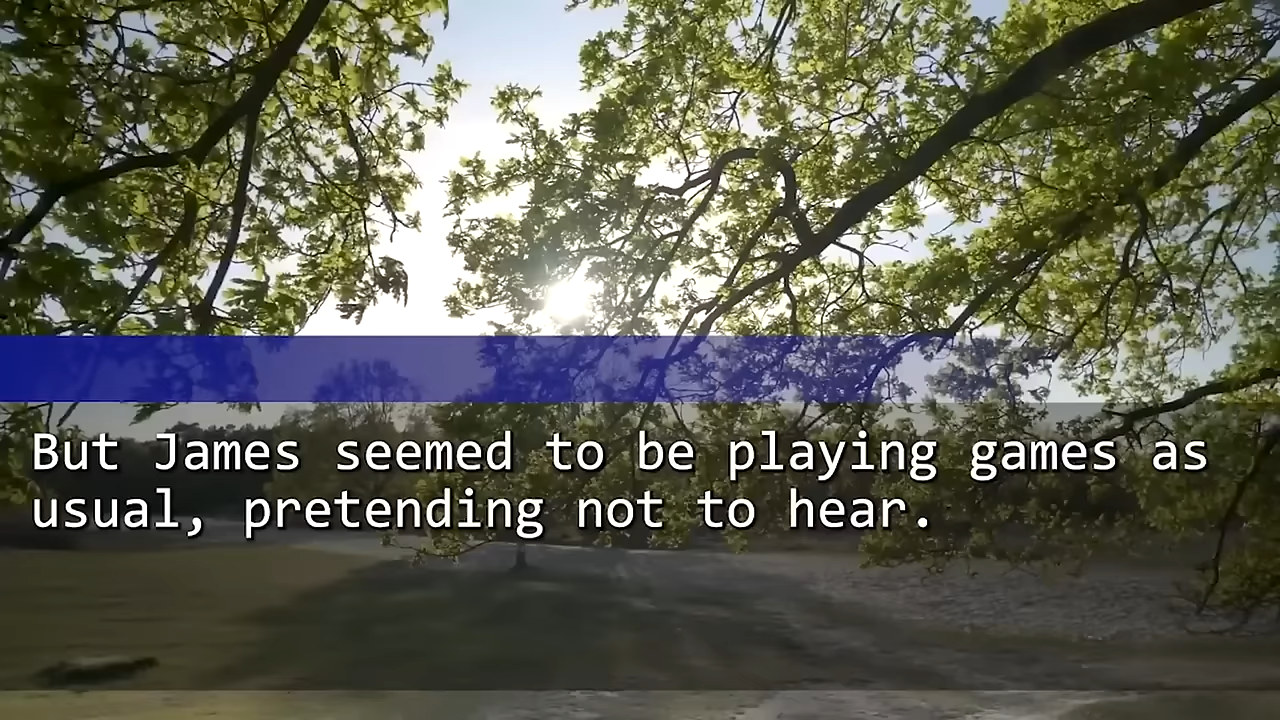 But James seemed to be playing games as
usual, pretending not to hear.